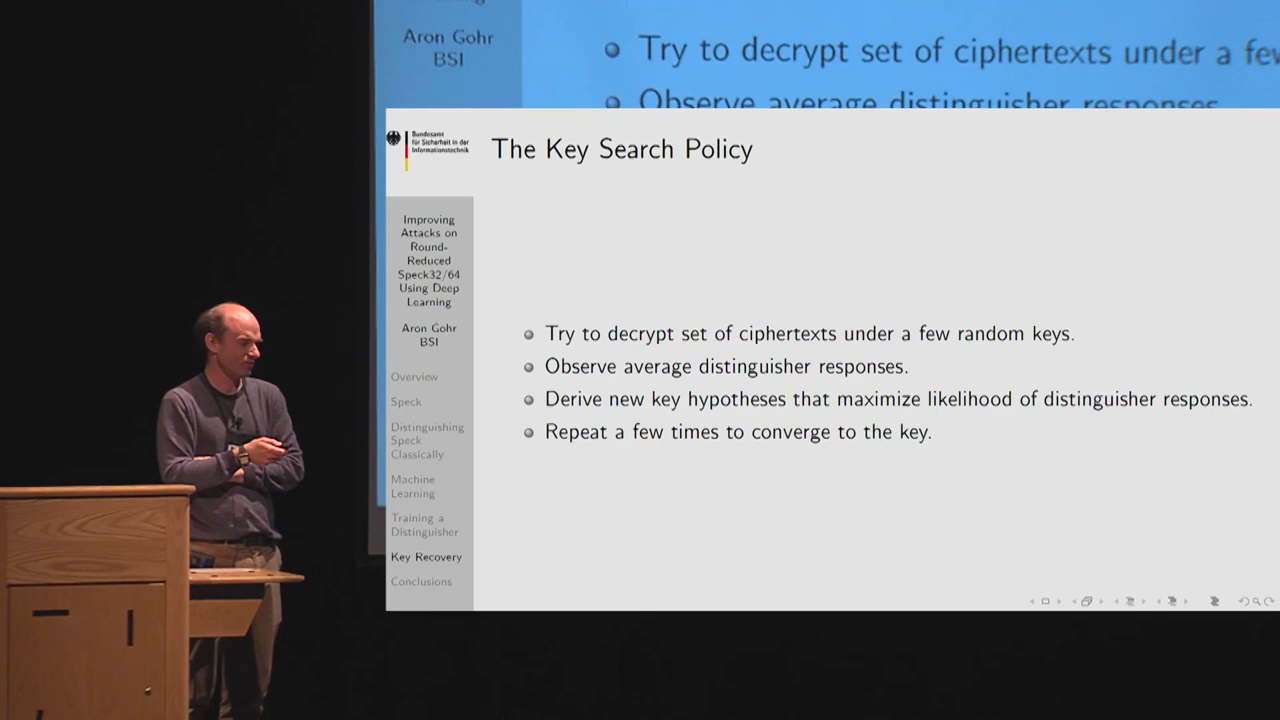 Aron Gohr
BSI
Try to decrypt set of ciphertexts under a few
Observe average distinguisher responses
Bundesamt
für Sicherheit in der
Informationstechnik
The Key Search Policy
Improving
Attacks on
Round-
Reduced
Speck32/64
Using Deep
Learning
Aron Gohr
BSI
Overview
Speck
Distinguishing
Speck
Classically
Machine
Learning
Training a
Distinguisher
Key Recovery
Conclusions
Try to decrypt set of ciphertexts under a few random keys.
Observe average distinguisher responses.
Derive new key hypotheses that maximize likelihood of distinguisher responses.
Repeat a few times to converge to the key.